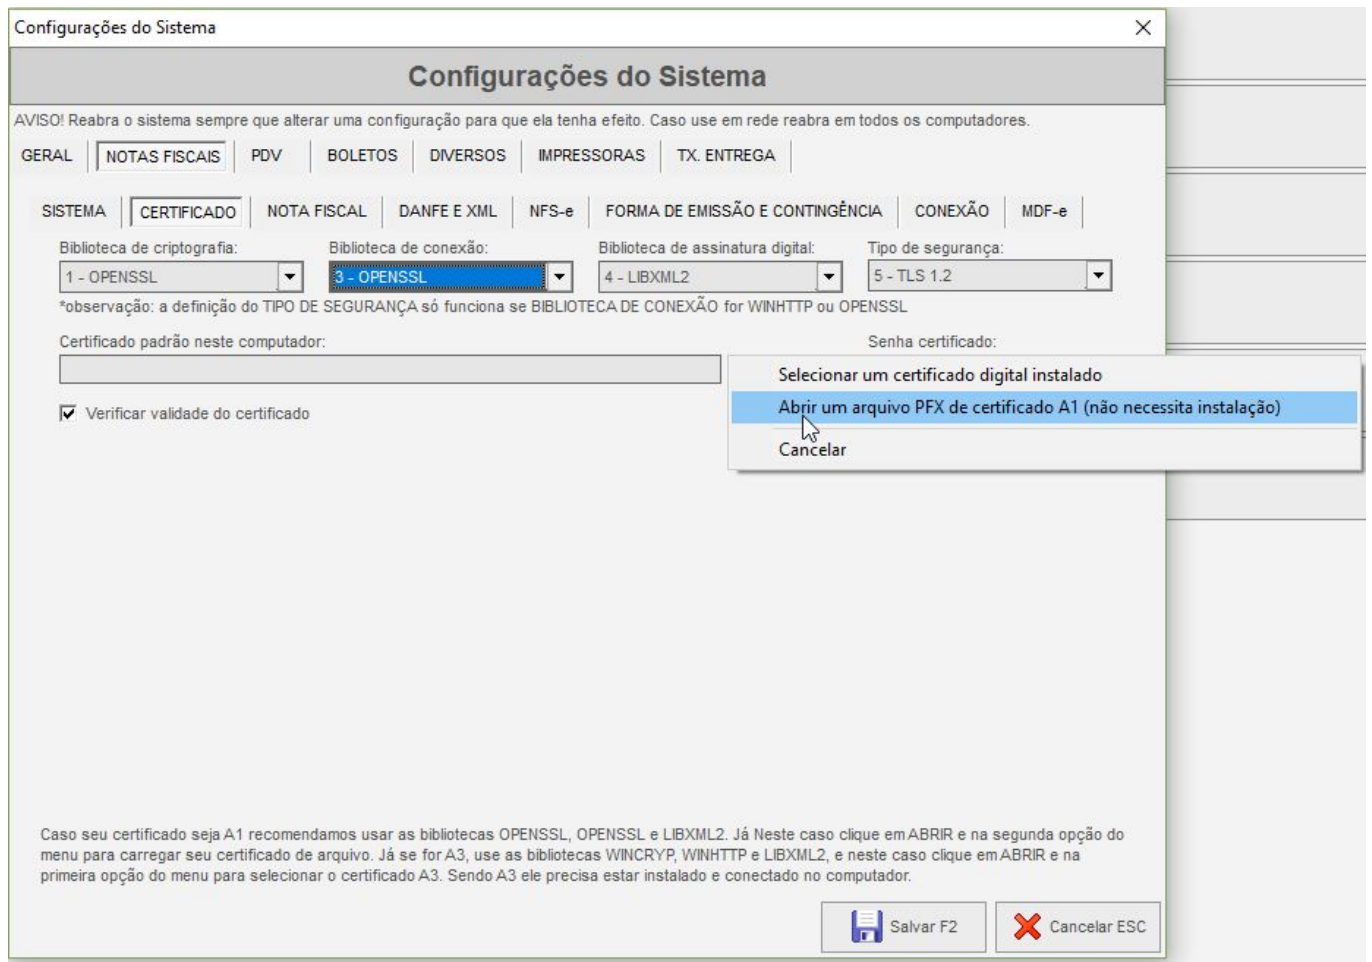 Configurações do Sistema
Configurações do Sistema
AVISO! Reabra o sistema sempre que alterar uma configuração para que ela tenha efeito. Caso use em rede reabra em todos os computadores.
GERAL NOTAS FISCAIS PDV BOLETOS DIVERSOS IMPRESSORAS TX. ENTREGA
SISTEMA CERTIFICADO NOTA FISCAL DANFE E XML NFS-e FORMA DE EMISSÃO E CONTINGÊNCIA CONEXÃO MDF-e
Biblioteca de criptografia: Biblioteca de conexão: Biblioteca de assinatura digital: Tipo de segurança:
1 - OPENSSL 3 - OPENSSL 4 - LIBXML2 5 - TLS 1.2
*observação: a definição do TIPO DE SEGURANÇA só funciona se BIBLIOTECA DE CONEXÃO for WINHTTP ou OPENSSL
Certificado padrão neste computador: Senha certificado:
Selecionar um certificado digital instalado
Abrir um arquivo PFX de certificado A1 (não necessita instalação)
Cancelar
Verificar validade do certificado
Caso seu certificado seja A1 recomendamos usar as bibliotecas OPENSSL, OPENSSL e LIBXML2. Já Neste caso clique em ABRIR e na segunda opção do
menu para carregar seu certificado de arquivo. Já se for A3, use as bibliotecas WINCRYP, WINHTTP e LIBXML2, e neste caso clique em ABRIR e na
primeira opção do menu para selecionar o certificado A3. Sendo A3 ele precisa estar instalado e conectado no computador.
Salvar F2 Cancelar ESC